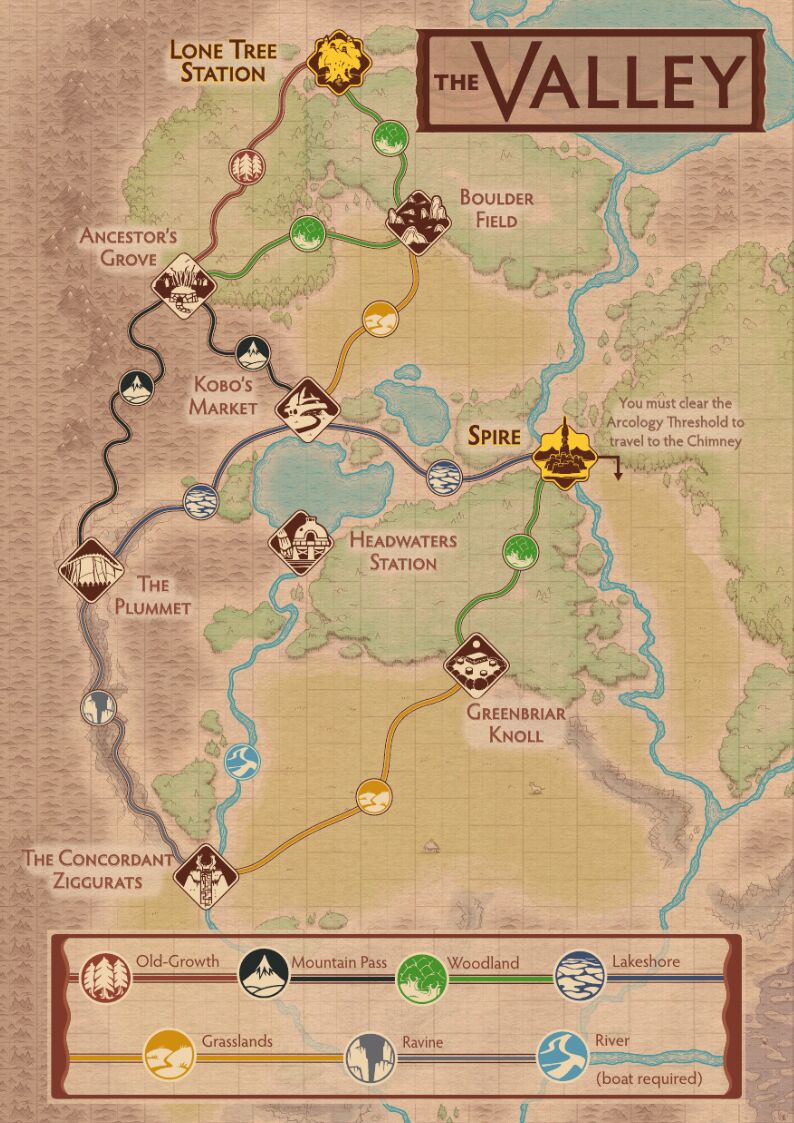 THE VALLEY
LONE TREE
STATION
BOULDER
FIELD
ANCESTOR'S
GROVE
KOBO'S
MARKET
SPIRE
You must clear the
Arcology Threshold to
travel to the Chimney
HEADWATERS
STATION
THE
PLUMMET
GREENBRIAR
KNOLL
THE CONCORDANT
ZIGGURATS
Old-Growth
Mountain Pass
Woodland
Lakeshore
Grasslands
Ravine
River
(boat required)